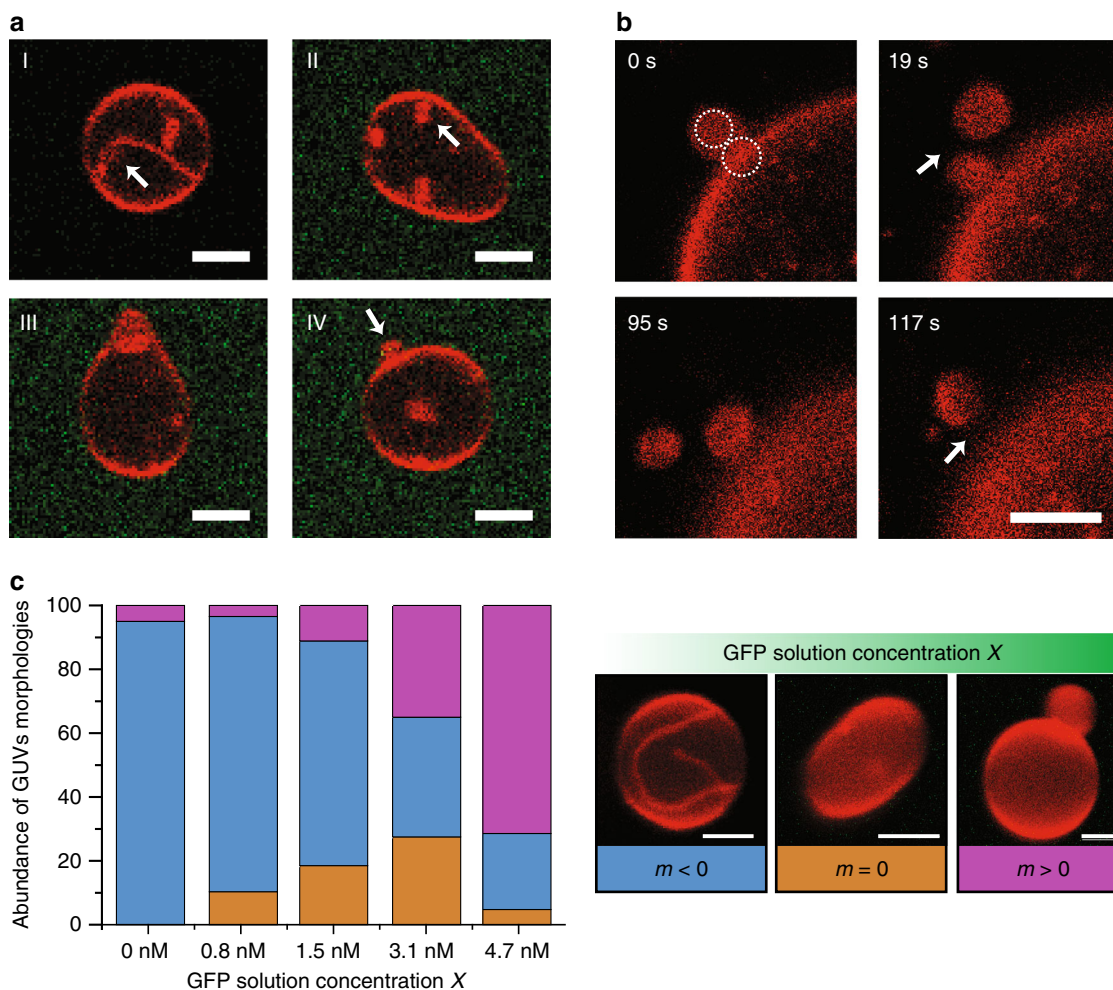 a
I
II
III
IV
b
0 s
19 s
95 s
117 s
c
Abundance of GUVs morphologies
100
80
60
40
20
0
0 nM
0.8 nM
1.5 nM
3.1 nM
4.7 nM
GFP solution concentration X
GFP solution concentration X
m < 0
m = 0
m > 0